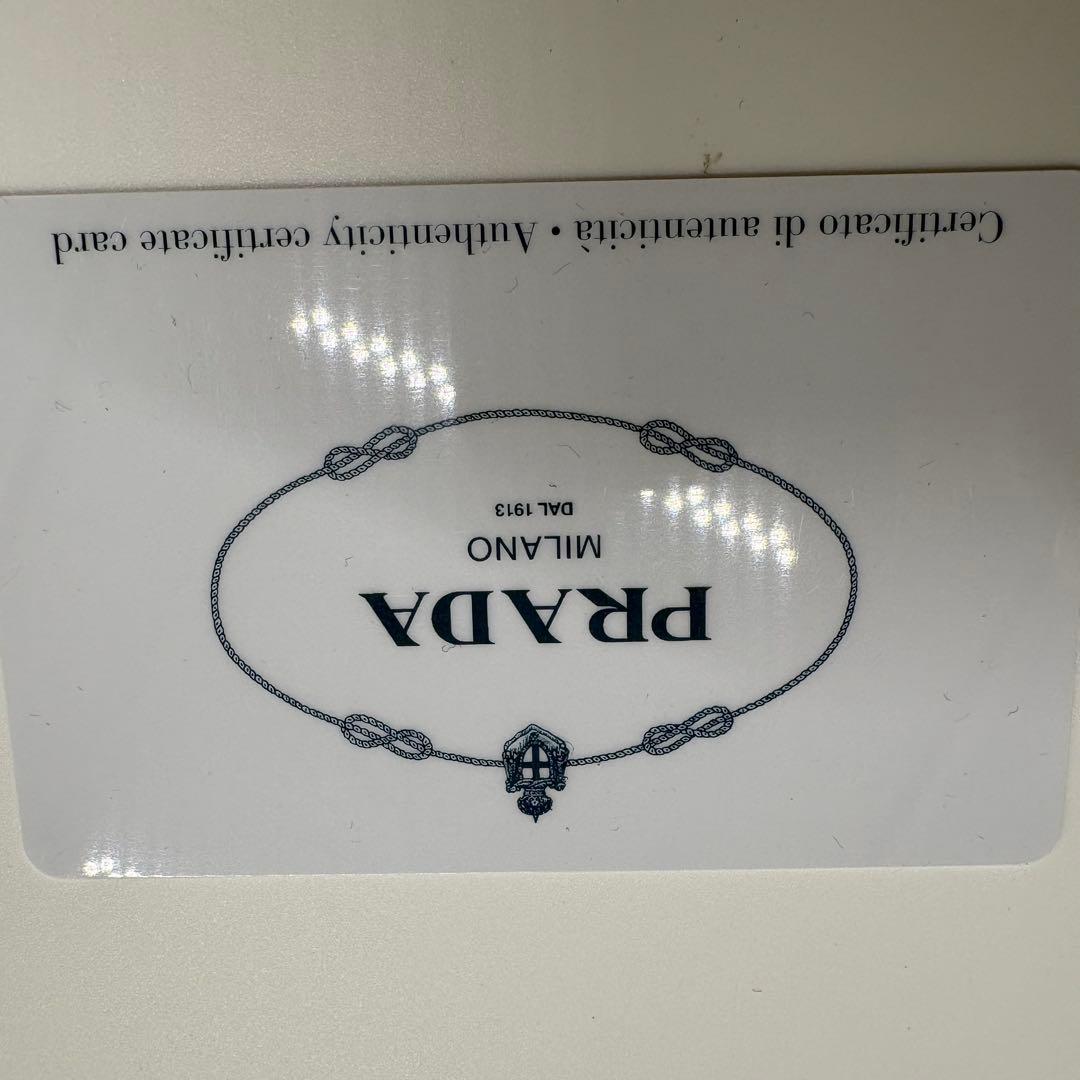 PRADA
MILANO
DAL 1913
Certificato di autenticità • Authenticity certificate card